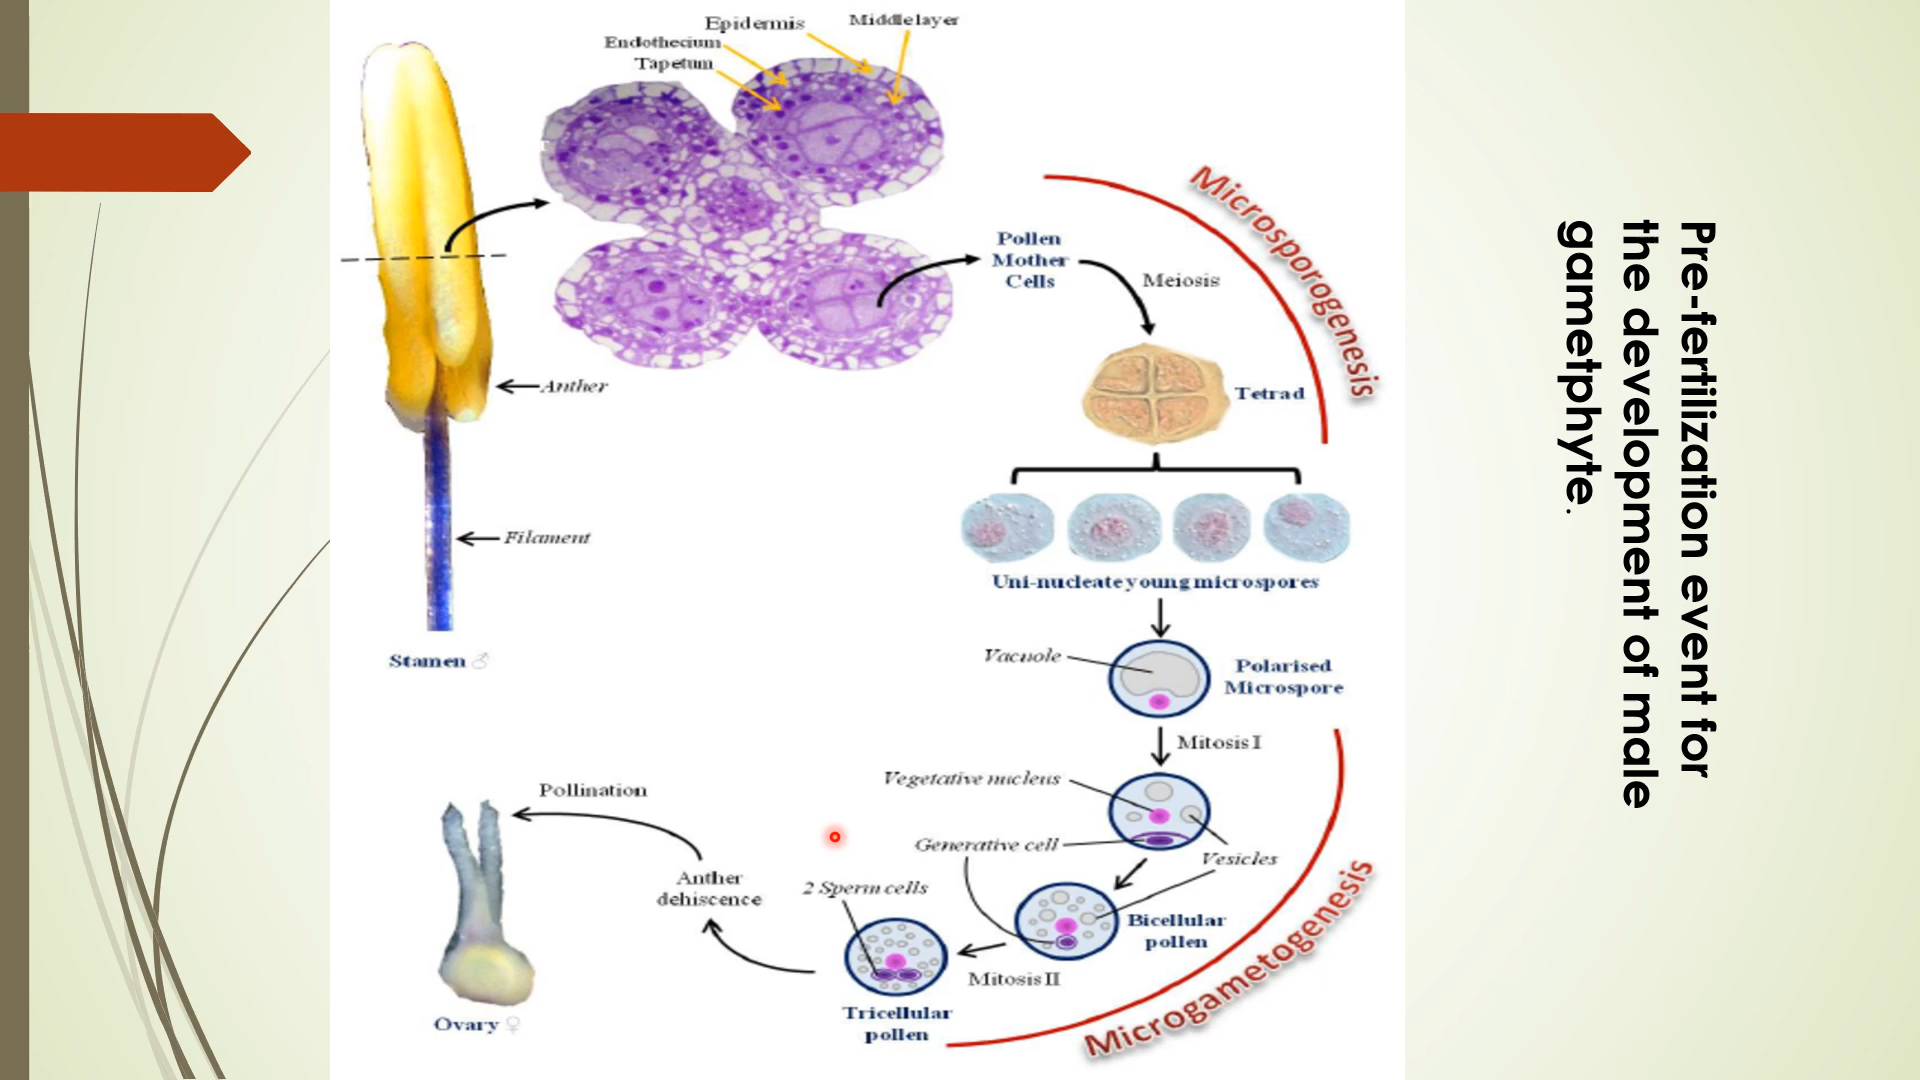 Epidermis
Middle layer
Endothecium
Tapetum
Microsporogenesis
Pollen
Mother
Cells
Meiosis
Anther
Tetrad
Filament
Uni-nucleate young microspores
Stamen ♂
Vacuole
Polarised
Microspore
Mitosis I
Vegetative nucleus
Pollination
Generative cell
Vesicles
Anther
dehiscence
2 Sperm cells
Bicellular
pollen
Mitosis II
Tricellular
pollen
Ovary ♀
Microgametogenesis
Pre-fertilization event for
the development of male
gametphyte.